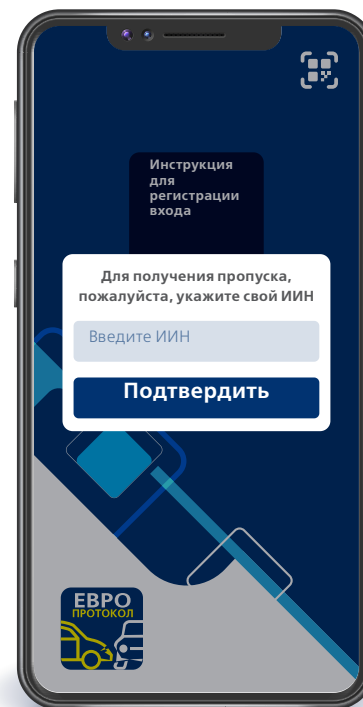 Инструкция
для
регистрации
входа
Для получения пропуска,
пожалуйста, укажите свой ИИН
Введите ИИН
Подтвердить
ЕВРО
ПРОТОКОЛ